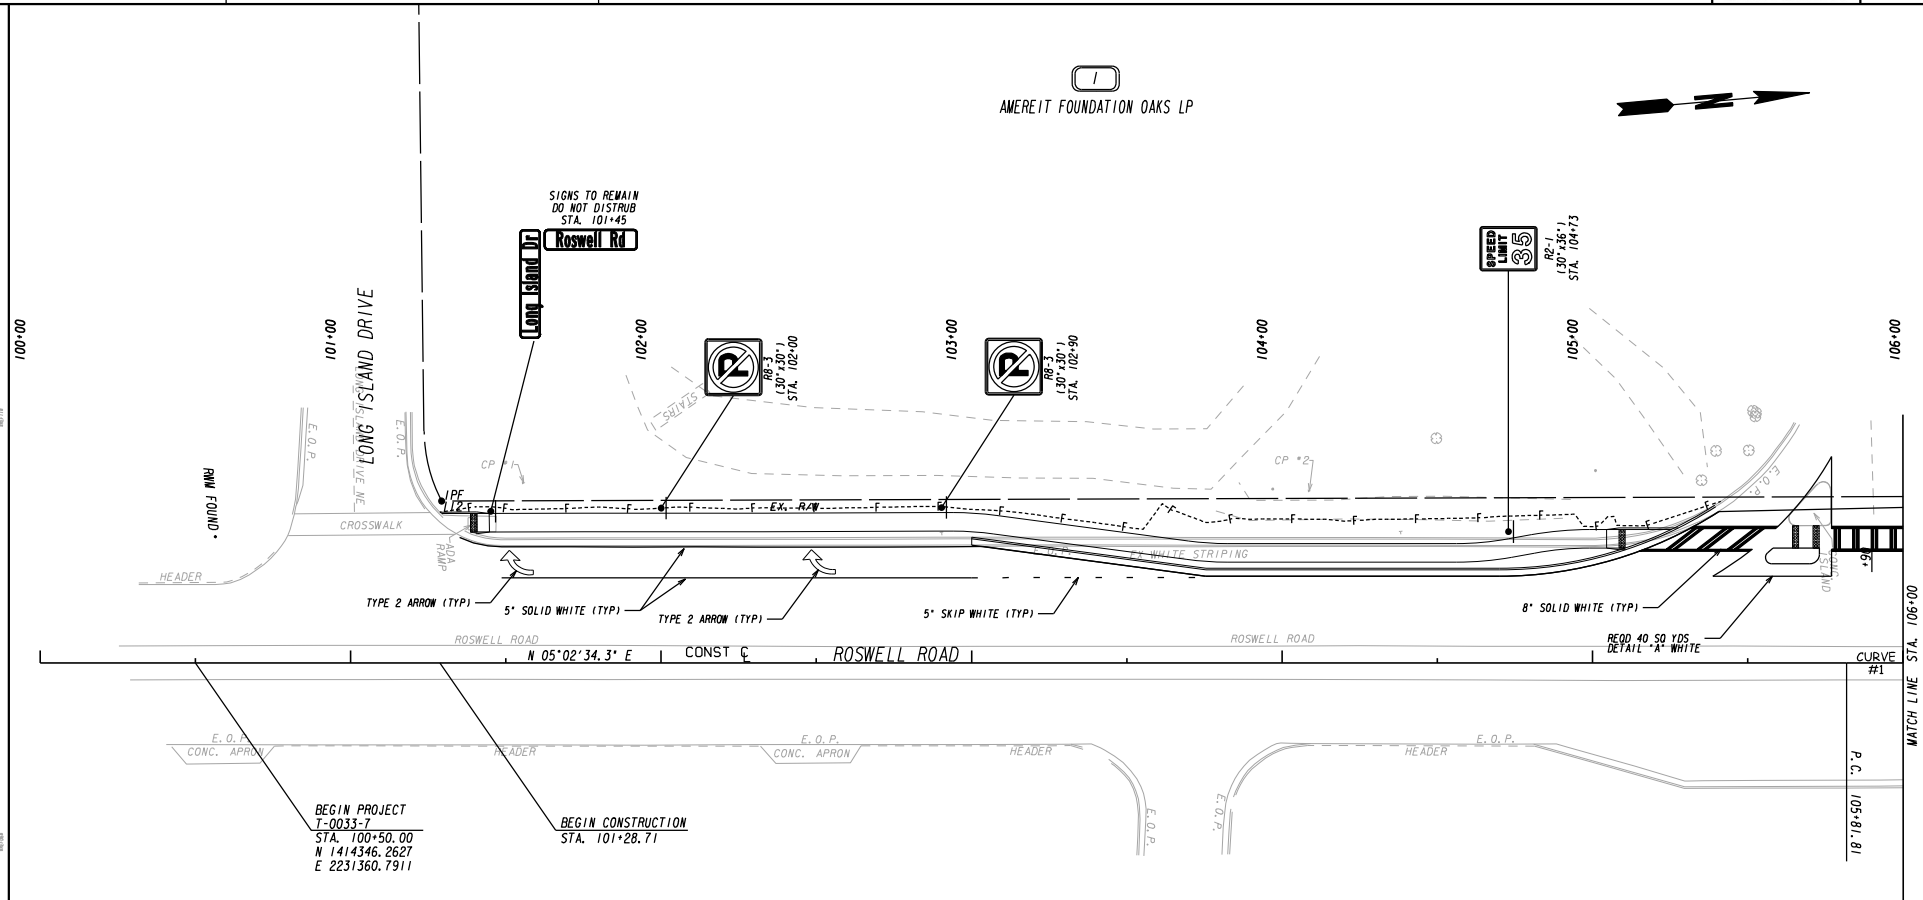 1
AMEREIT FOUNDATION OAKS LP
N
SIGNS TO REMAIN
DO NOT DISTRUB
STA. 101+45
Roswell Rd
Long Island Dr
SPEED
LIMIT
35
R2-1
(30"x36")
STA. 104+73
100+00
101+00
102+00
103+00
104+00
105+00
106+00
LONG ISLAND DRIVE
P
R8-3
(30"x30")
STA. 102+00
P
R8-3
(30"x30")
STA. 102+90
STAIRS
E.O.P.
E.O.P.
CP #1
CP #2
E.O.P.
RWM FOUND
IPF
112
F F F F F F F F F F F F F F F F F F F F
EX. R/W
CROSSWALK
ADA
RAMP
HEADER
E.O.P.
EX WHITE STRIPING
CONC
ISLAND
+90
TYPE 2 ARROW (TYP)
5" SOLID WHITE (TYP)
TYPE 2 ARROW (TYP)
5" SKIP WHITE (TYP)
8" SOLID WHITE (TYP)
REQD 40 SQ YDS
DETAIL "A" WHITE
ROSWELL ROAD
ROSWELL ROAD
N 05°02'34.3" E
CONST ℄
ROSWELL ROAD
CURVE
#1
MATCH LINE STA. 106+00
P.C. 105+81.81
E.O.P.
CONC. APRON
HEADER
E.O.P.
CONC. APRON
HEADER
E.O.P.
HEADER
E.O.P.
E.O.P.
BEGIN PROJECT
T-0033-7
STA. 100+50.00
N 1414346.2627
E 2231360.7911
BEGIN CONSTRUCTION
STA. 101+28.71